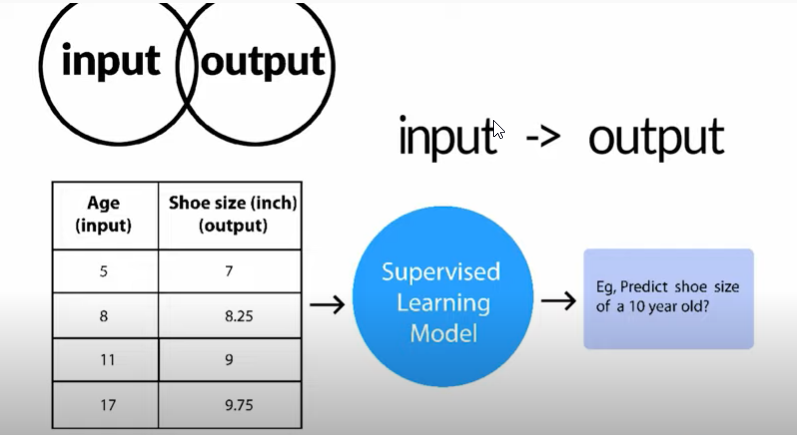 input output
input -> output
Age Shoe size (inch)
(input) (output)
5 7
8 8.25
11 9
17 9.75
Supervised
Learning
Model
Eg, Predict shoe size
of a 10 year old?